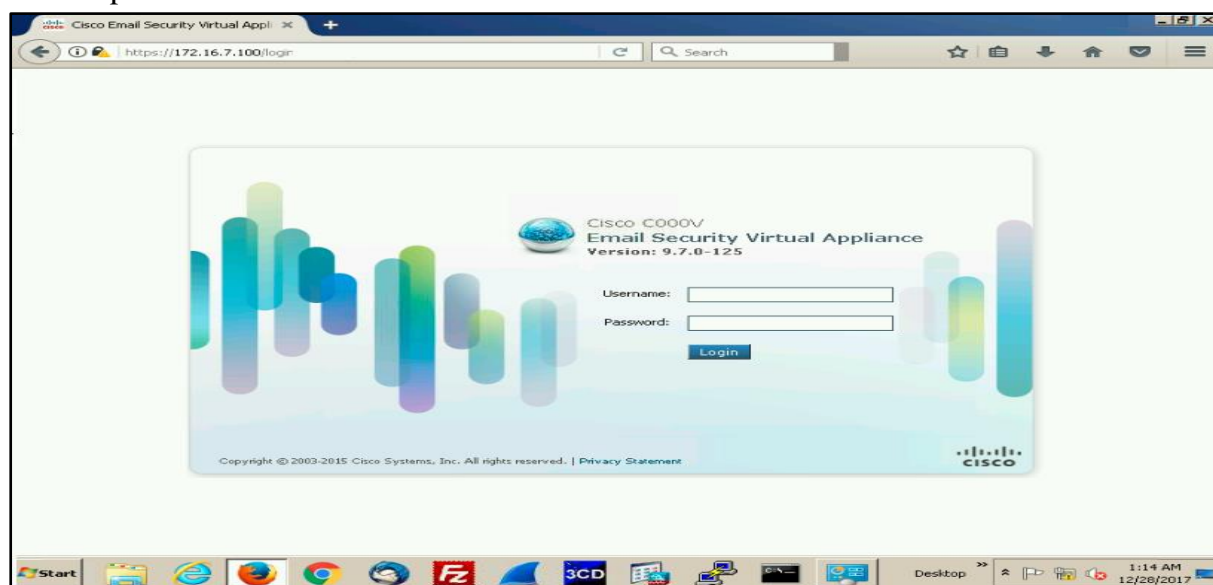 Cisco Email Security Virtual Appli
https://172.16.7.100/login
Search
Cisco C000V
Email Security Virtual Appliance
Version: 9.7.0-125
Username:
Password:
Login
Copyright © 2003-2015 Cisco Systems, Inc. All rights reserved. | Privacy Statement
CISCO
Start
Fz
3CD
Desktop
1:14 AM
12/28/2017